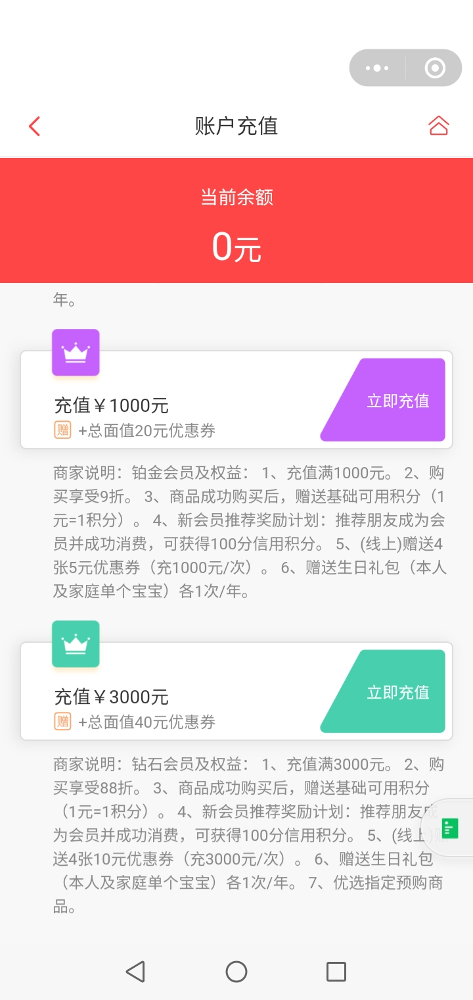 账户充值
当前余额
0元
年。
充值￥1000元
立即充值
赠 +总面值20元优惠券
商家说明：铂金会员及权益： 1、充值满1000元。 2、购
买享受9折。 3、商品成功购买后，赠送基础可用积分（1
元=1积分）。 4、新会员推荐奖励计划：推荐朋友成为会
员并成功消费，可获得100分信用积分。 5、(线上)赠送4
张5元优惠券（充1000元/次）。 6、赠送生日礼包（本人
及家庭单个宝宝）各1次/年。
充值￥3000元
立即充值
赠 +总面值40元优惠券
商家说明：钻石会员及权益： 1、充值满3000元。 2、购
买享受88折。 3、商品成功购买后，赠送基础可用积分
（1元=1积分）。 4、新会员推荐奖励计划：推荐朋友成
为会员并成功消费，可获得100分信用积分。 5、(线上)赠
送4张10元优惠券（充3000元/次）。 6、赠送生日礼包
（本人及家庭单个宝宝）各1次/年。 7、优选指定预购商
品。